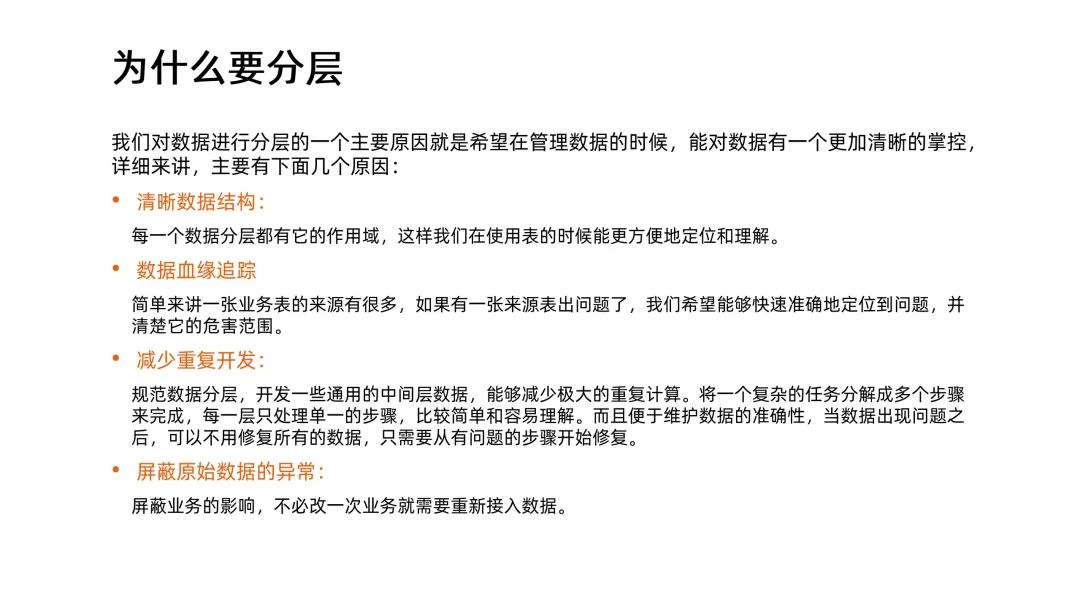 为什么要分层
我们对数据进行分层的一个主要原因就是希望在管理数据的时候，能对数据有一个更加清晰的掌控，
详细来讲，主要有下面几个原因：
• 清晰数据结构：
每一个数据分层都有它的作用域，这样我们在使用表的时候能更方便地定位和理解。
• 数据血缘追踪
简单来讲一张业务表的来源有很多，如果有一张来源表出问题了，我们希望能够快速准确地定位到问题，并
清楚它的危害范围。
• 减少重复开发：
规范数据分层，开发一些通用的中间层数据，能够减少极大的重复计算。将一个复杂的任务分解成多个步骤
来完成，每一层只处理单一的步骤，比较简单和容易理解。而且便于维护数据的准确性，当数据出现问题之
后，可以不用修复所有的数据，只需要从有问题的步骤开始修复。
• 屏蔽原始数据的异常：
屏蔽业务的影响，不必改一次业务就需要重新接入数据。